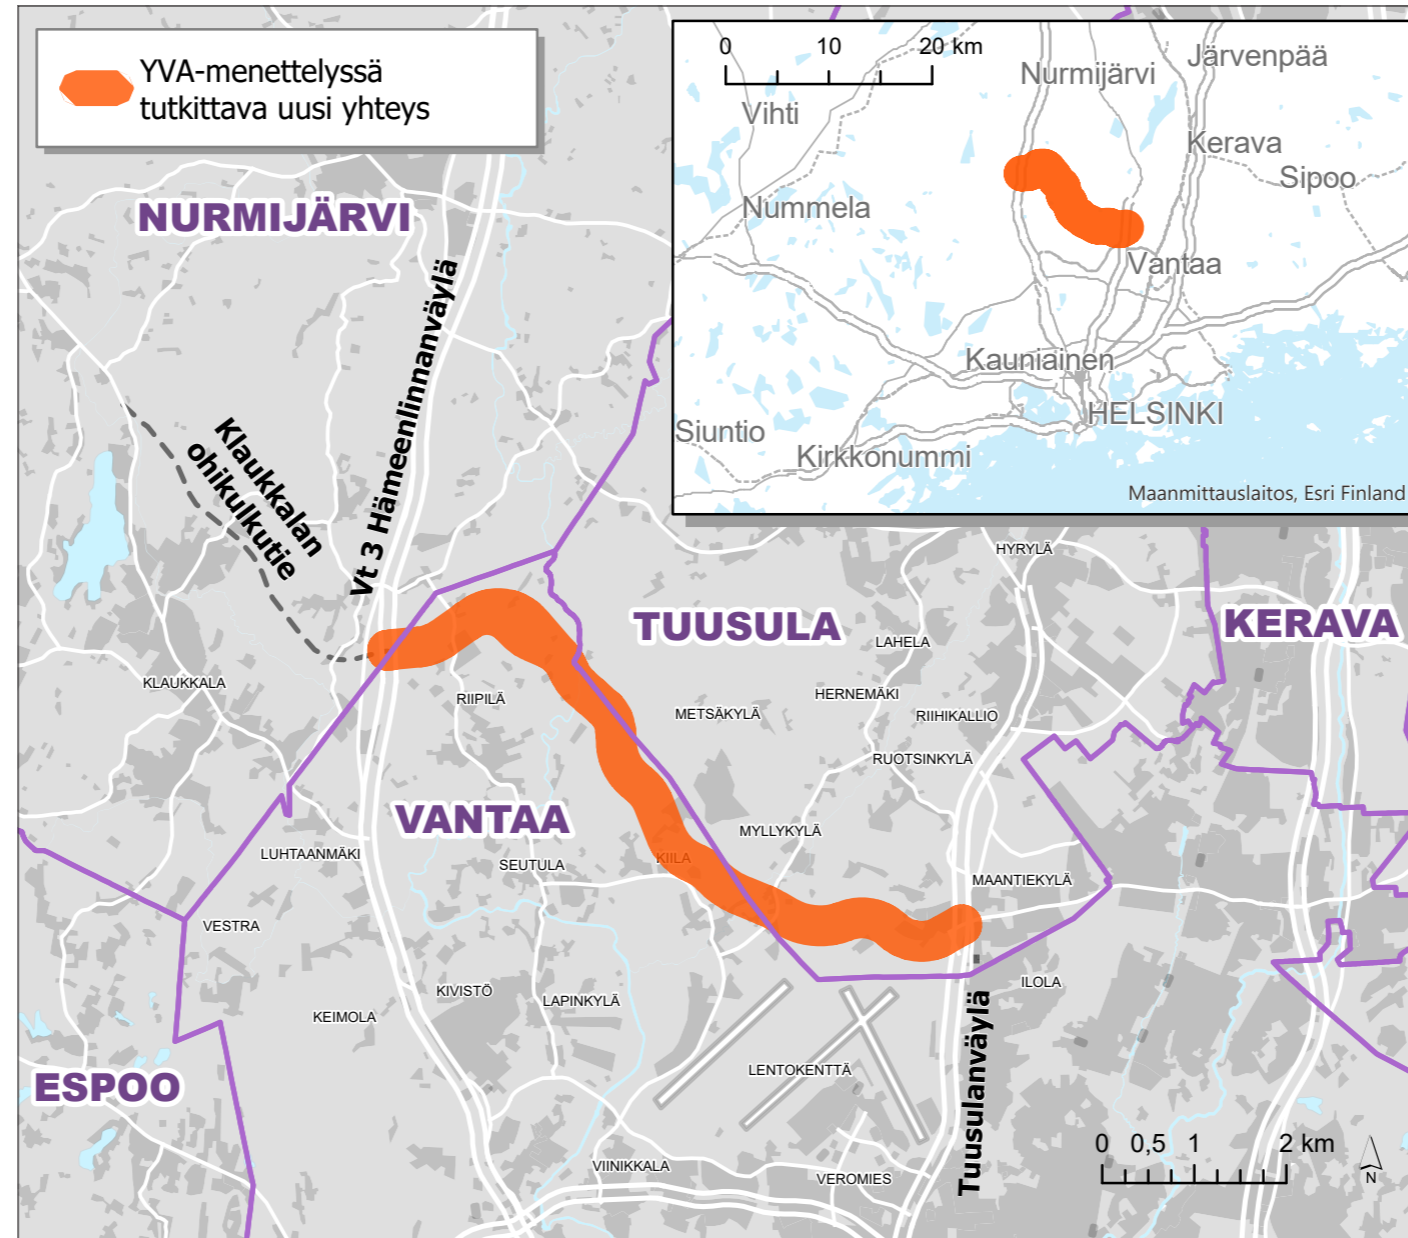 YVA-menettelyssä
tutkittava uusi yhteys
0 10 20 km
Nurmijärvi
Järvenpää
Vihti
Kerava
Sipoo
Nummela
Vantaa
Kauniainen
HELSINKI
Siuntio
Kirkkonummi
Maanmittauslaitos, Esri Finland
NURMIJÄRVI
Vt 3 Hämeenlinnanväylä
Klaukkalan
ohikulkutie
HYRYLÄ
TUUSULA
KERAVA
LAHELA
KLAUKKALA
RIIPILÄ
HERNEMÄKI
METSÄKYLÄ
RIIHIKALLIO
RUOTSINKYLÄ
VANTAA
MYLLYKYLÄ
LUHTAANMÄKI
SEUTULA
KIILA
MAANTIEKYLÄ
VESTRA
KIVISTÖ
LAPINKYLÄ
ILOLA
KEIMOLA
LENTOKENTTÄ
Tuusulanväylä
ESPOO
VIINIKKALA
VEROMIES
0 0,5 1 2 km
N